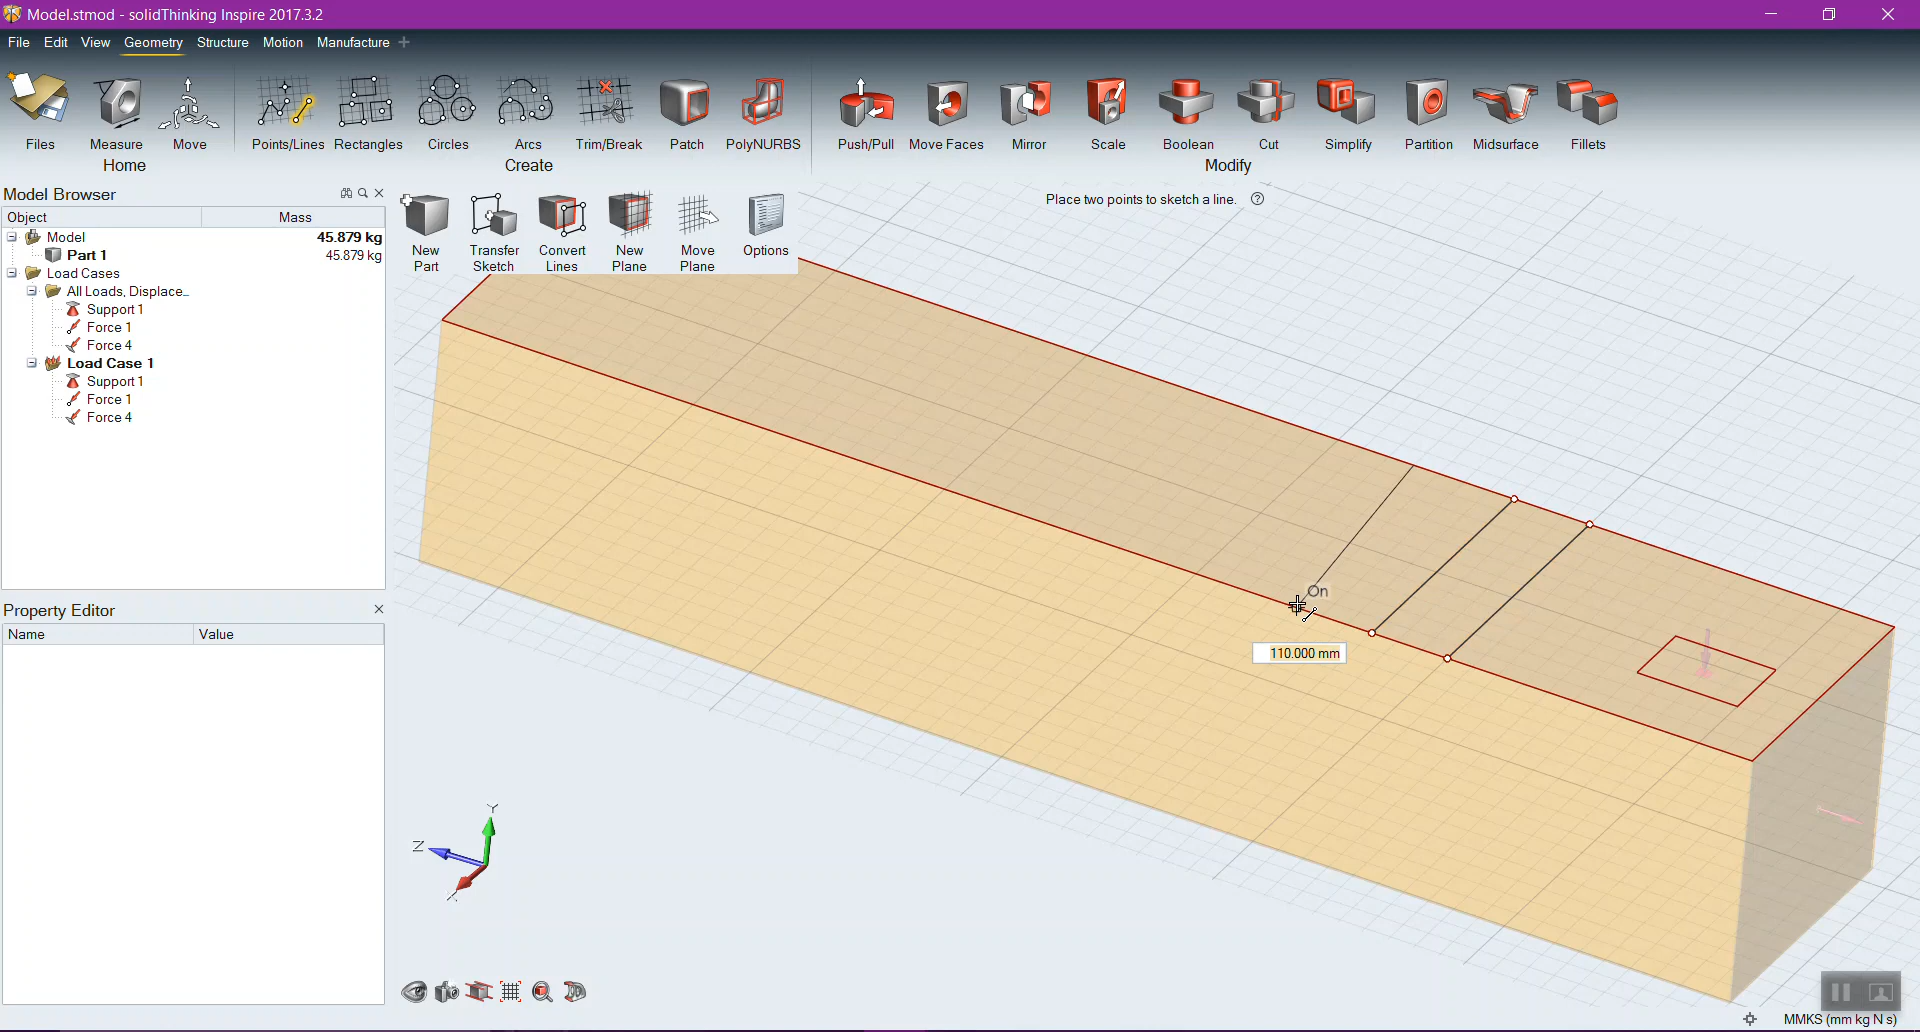 Model.stmod - solidThinking Inspire 2017.3.2
File Edit View Geometry Structure Motion Manufacture
Files Measure Move Points/Lines Rectangles Circles Arcs Trim/Break Patch PolyNURBS Push/Pull Move Faces Mirror Scale Boolean Cut Simplify Partition Midsurface Fillets
Home Create Modify
Model Browser
Object Mass
Model 45.879 kg
Part 1 45.879 kg
Load Cases
All Loads, Displace...
Support 1
Force 1
Force 4
Load Case 1
Support 1
Force 1
Force 4
New Part
Transfer Sketch
Convert Lines
New Plane
Move Plane
Options
Place two points to sketch a line.
On
110.000 mm
Property Editor
Name Value
Y
Z
X
MMKS (mm kg N s)